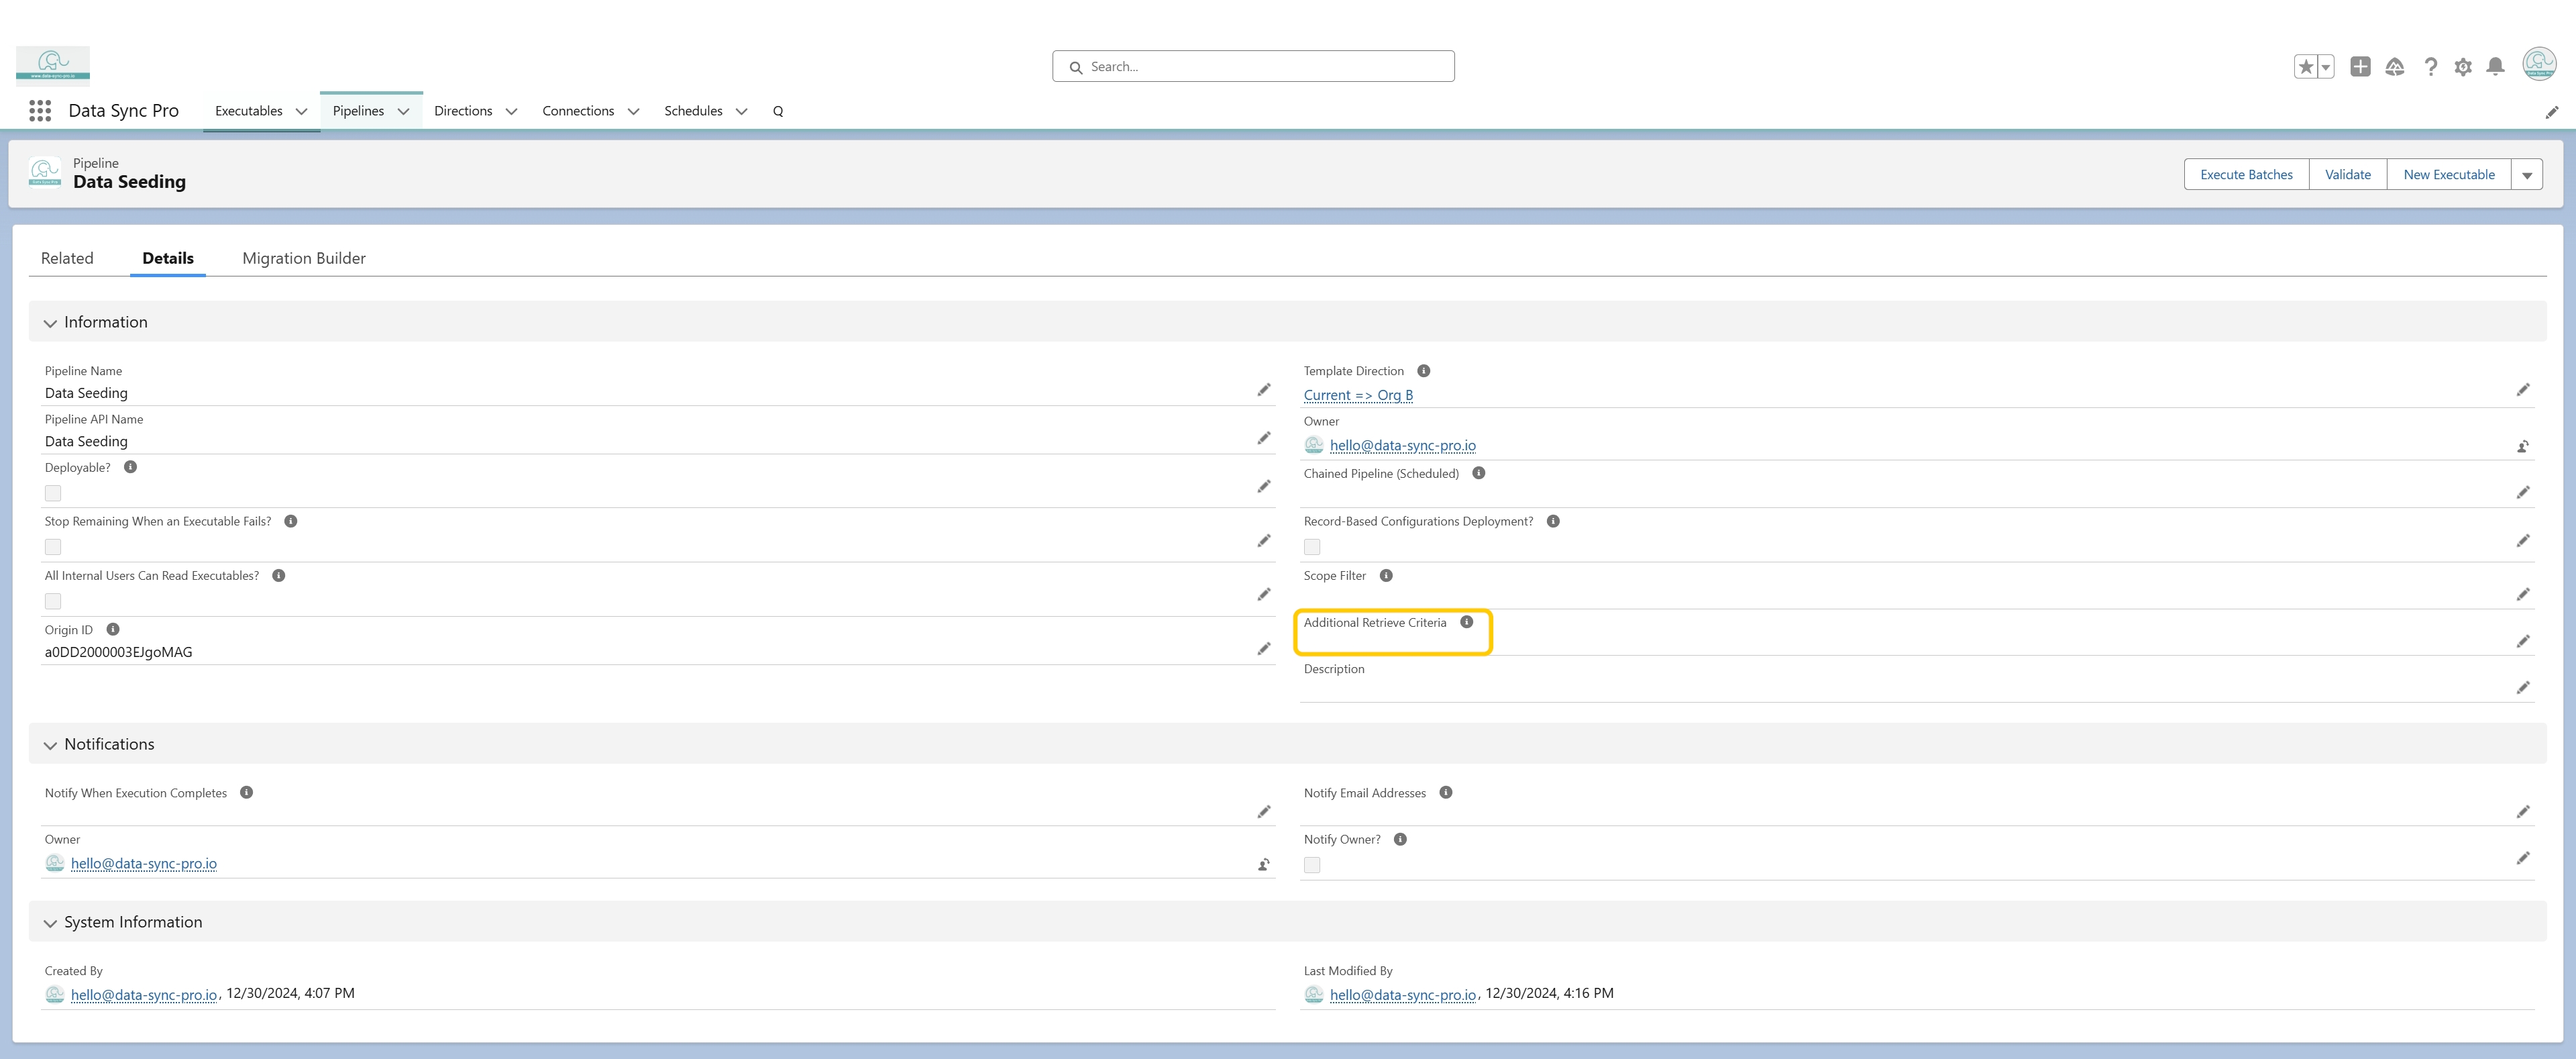 www.data-sync-pro.io
Search...
Data Sync Pro
Executables
Pipelines
Directions
Connections
Schedules
Q
Pipeline
Data Seeding
Execute Batches
Validate
New Executable
Related
Details
Migration Builder
Information
Pipeline Name
Data Seeding
Template Direction
Current => Org B
Pipeline API Name
Data Seeding
Owner
hello@data-sync-pro.io
Deployable?
Chained Pipeline (Scheduled)
Stop Remaining When an Executable Fails?
Record-Based Configurations Deployment?
All Internal Users Can Read Executables?
Scope Filter
Origin ID
a0DD2000003EJgoMAG
Additional Retrieve Criteria
Description
Notifications
Notify When Execution Completes
Notify Email Addresses
Owner
hello@data-sync-pro.io
Notify Owner?
System Information
Created By
hello@data-sync-pro.io, 12/30/2024, 4:07 PM
Last Modified By
hello@data-sync-pro.io, 12/30/2024, 4:16 PM